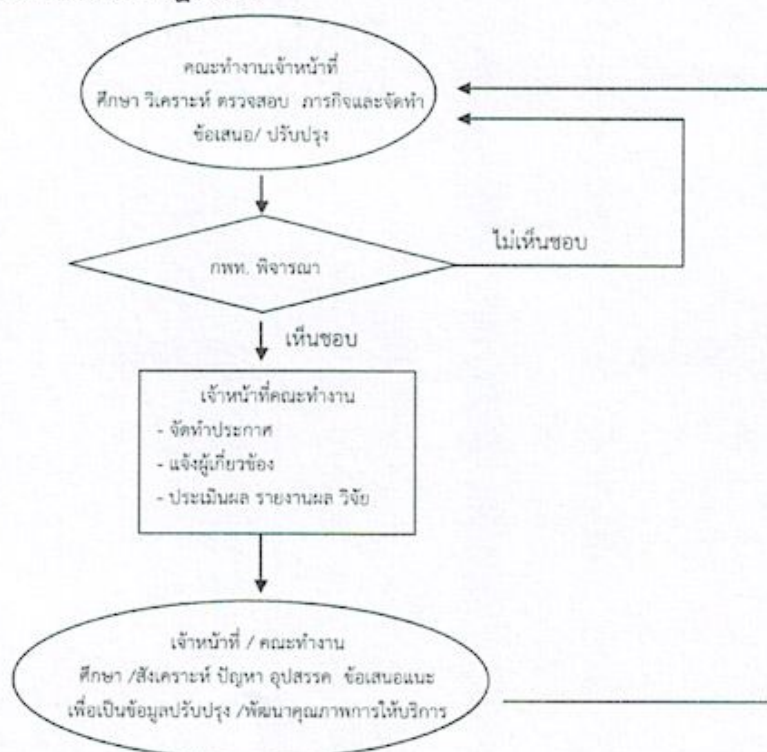 คณะทำงานเจ้าหน้าที่
ศึกษา วิเคราะห์ ตรวจสอบ ภารกิจและจัดทำ
ข้อเสนอ/ ปรับปรุง
กพท. พิจารณา
ไม่เห็นชอบ
เห็นชอบ
เจ้าหน้าที่คณะทำงาน
- จัดทำประกาศ
- แจ้งผู้เกี่ยวข้อง
- ประเมินผล รายงานผล วิจัย
เจ้าหน้าที่ / คณะทำงาน
ศึกษา /สังเคราะห์ ปัญหา อุปสรรค ข้อเสนอแนะ
เพื่อเป็นข้อมูลปรับปรุง /พัฒนาคุณภาพการให้บริการ